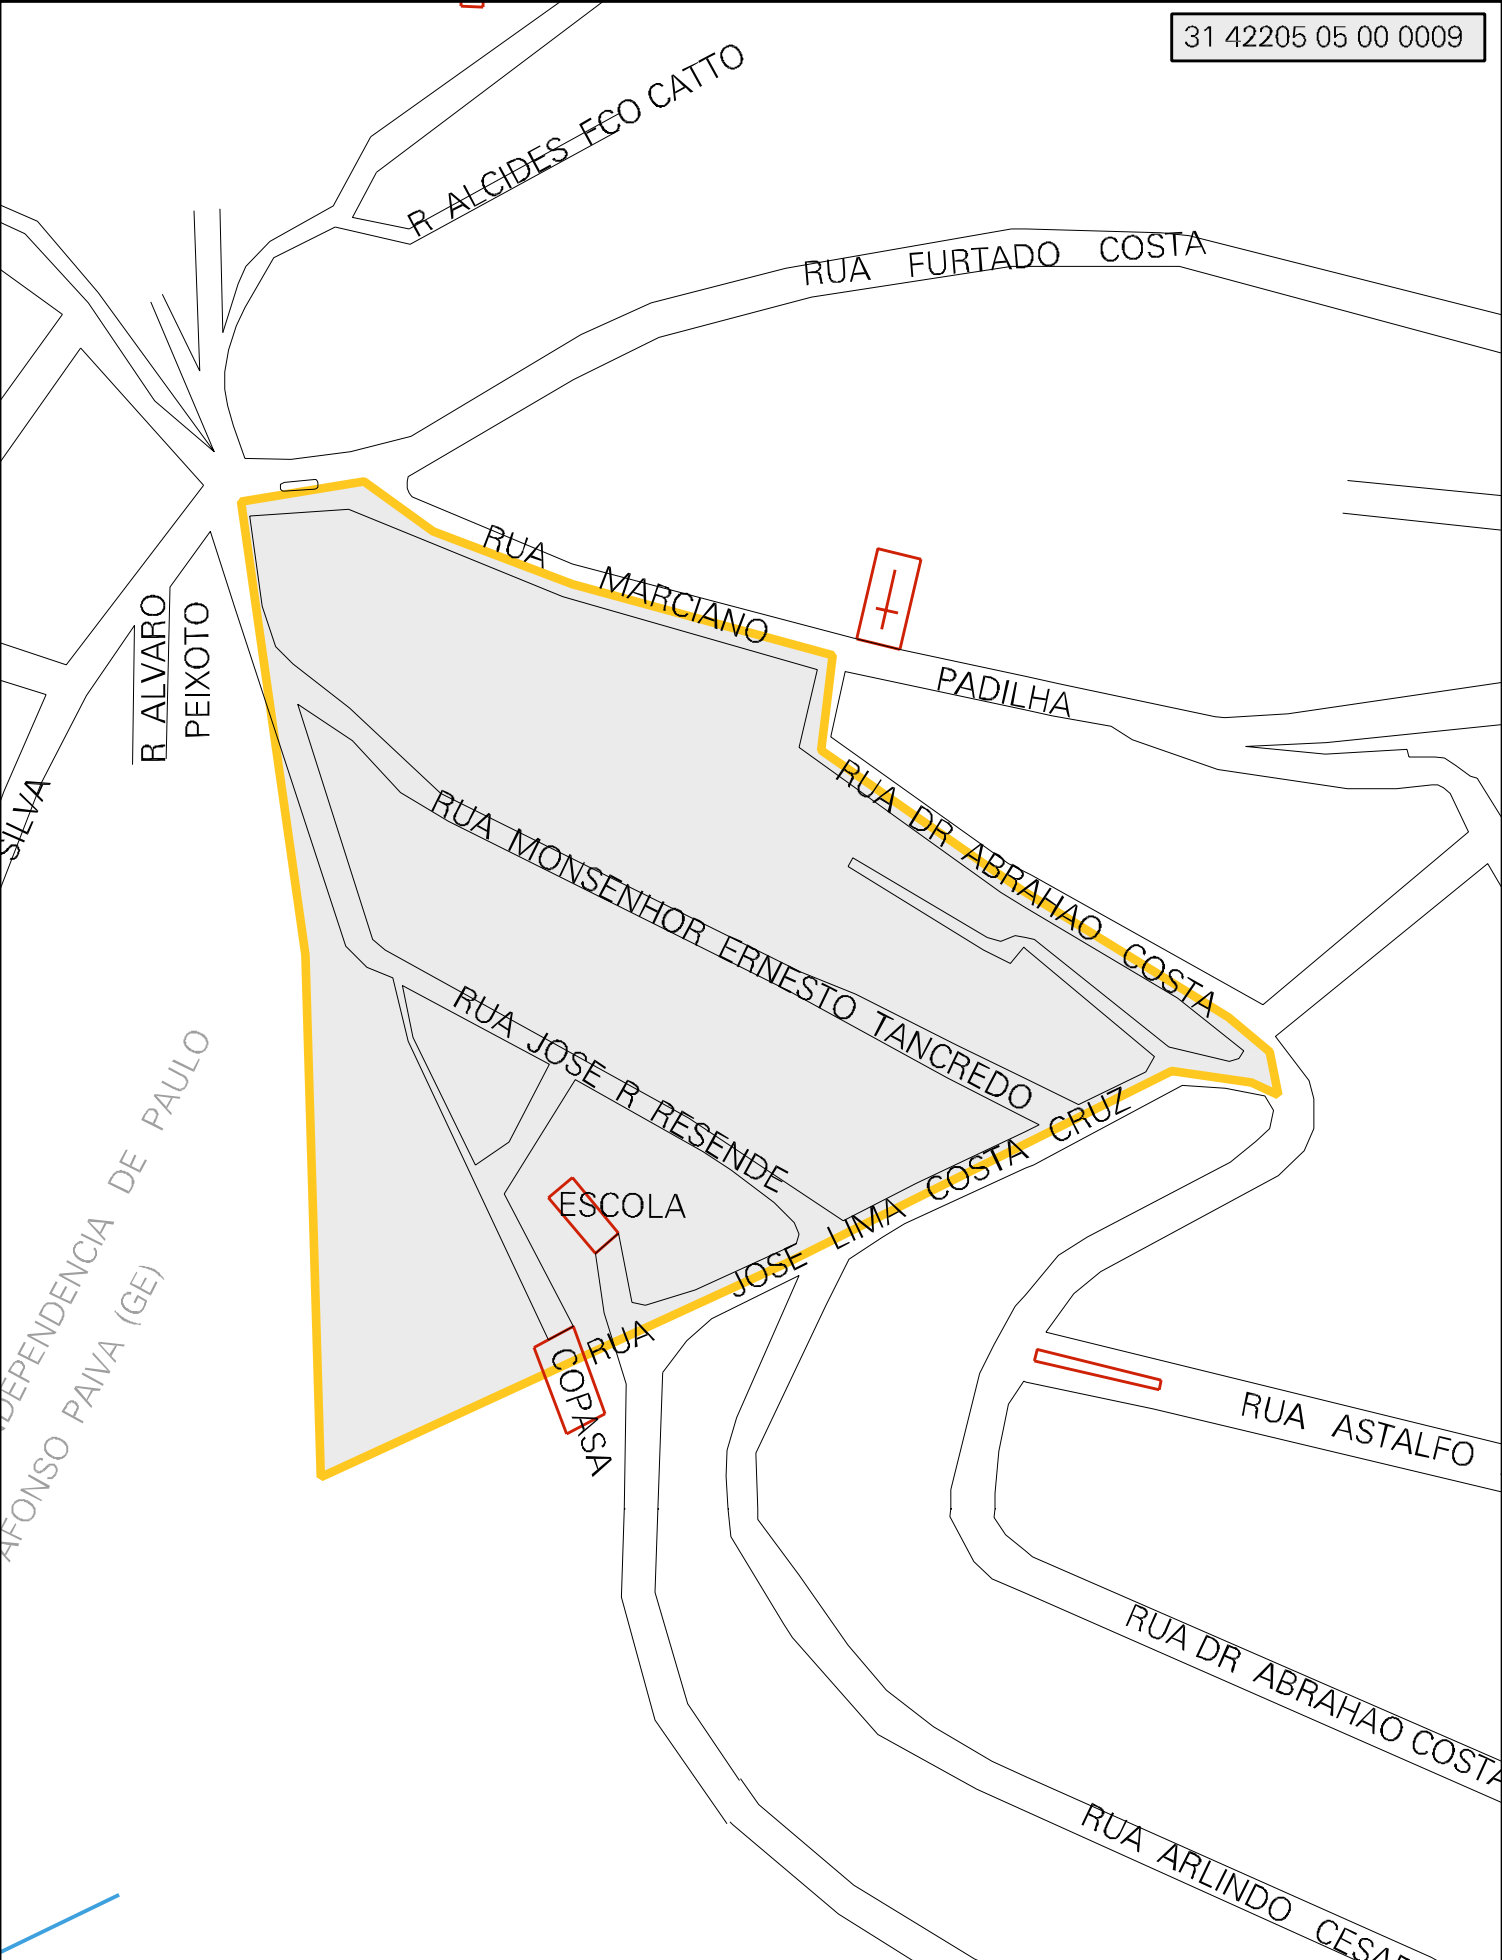 31 42205 05 00 0009
R ALCIDES FCO CATTO
RUA FURTADO COSTA
RUA MARCIANO PADILHA
R ALVARO
PEIXOTO
SILVA
RUA DR ABRAHAO COSTA
RUA MONSENHOR ERNESTO TANCREDO
RUA JOSE R RESENDE
ESCOLA
RUA JOSE LIMA COSTA CRUZ
COPASA
DE PAULO
AFONSO PAIVA (GE)
RUA ASTALFO
RUA DR ABRAHAO COSTA
RUA ARLINDO